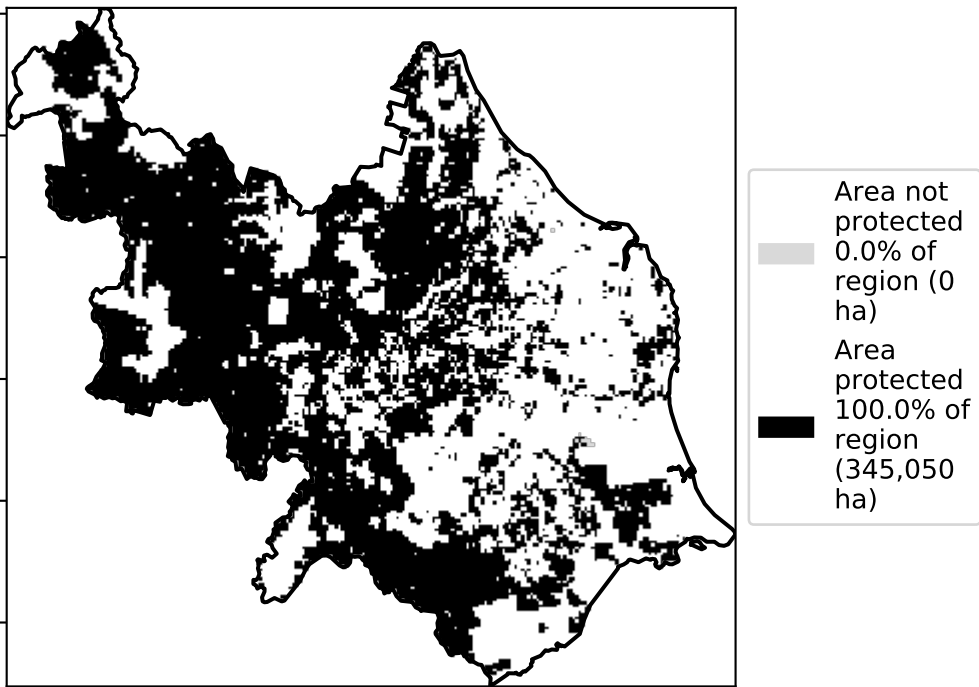 Area not
protected
0.0% of
region (0
ha)
Area
protected
100.0% of
region
(345,050
ha)